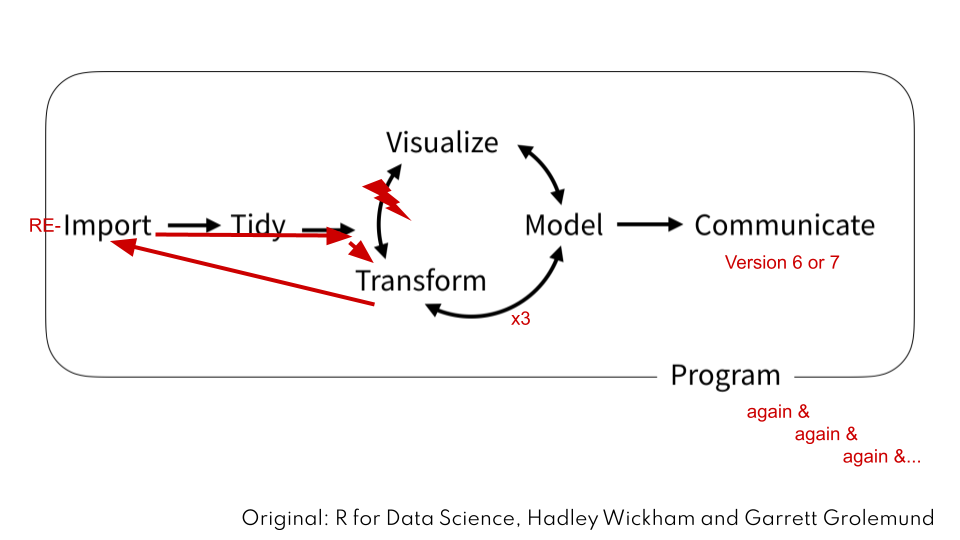 Visualize
RE-Import
Tidy
Model
Communicate
Version 6 or 7
Transform
x3
Program
again &
again &
again &...
Original: R for Data Science, Hadley Wickham and Garrett Grolemund